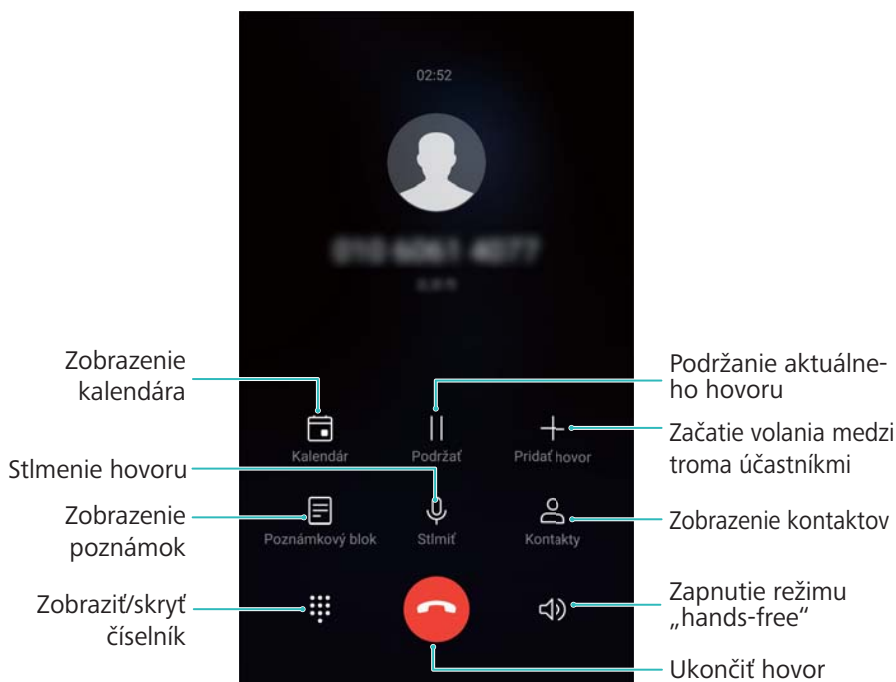 02:52
Zobrazenie
kalendára
Podržanie aktuálne-
ho hovoru
Kalendár
Podržať
Pridať hovor
Začatie volania medzi
troma účastníkmi
Stlmenie hovoru
Zobrazenie
poznámok
Poznámkový blok
Stlmiť
Kontakty
Zobrazenie kontaktov
Zobraziť/skryť
číselník
Zapnutie režimu
„hands-free“
Ukončiť hovor